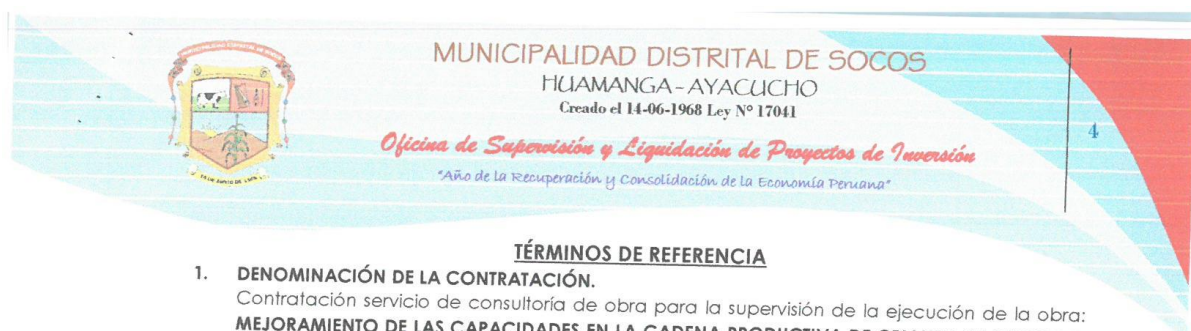 MUNICIPALIDAD DISTRITAL DE SOCOS
HUAMANGA - AYACUCHO
Creado el 14-06-1968 Ley Nº 17041
4
Oficina de Supervisión y Liquidación de Proyectos de Inversión
"Año de la Recuperación y Consolidación de la Economía Peruana"
TÉRMINOS DE REFERENCIA
1. DENOMINACIÓN DE LA CONTRATACIÓN.
Contratación servicio de consultoría de obra para la supervisión de la ejecución de la obra:
MEJORAMIENTO DE LAS CAPACIDADES EN LA CADENA PRODUCTIVA DE